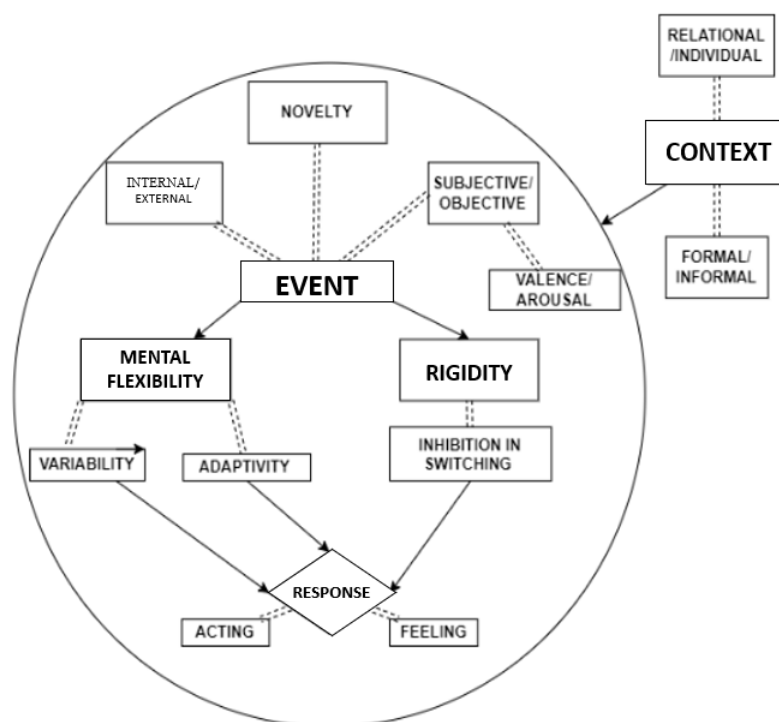 RELATIONAL
/INDIVIDUAL
NOVELTY
CONTEXT
INTERNAL/
EXTERNAL
SUBJECTIVE/
OBJECTIVE
FORMAL/
INFORMAL
EVENT
VALENCE/
AROUSAL
MENTAL
FLEXIBILITY
RIGIDITY
VARIABILITY
ADAPTIVITY
INHIBITION IN
SWITCHING
RESPONSE
ACTING
FEELING